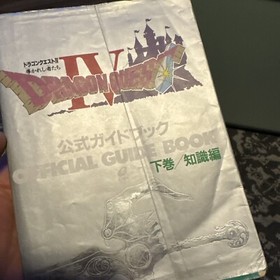 ドラゴンクエストIV
導かれし者たち
DRAGON QUEST
IV
公式ガイドブック
OFFICIAL GUIDE BOOK
下巻/知識編